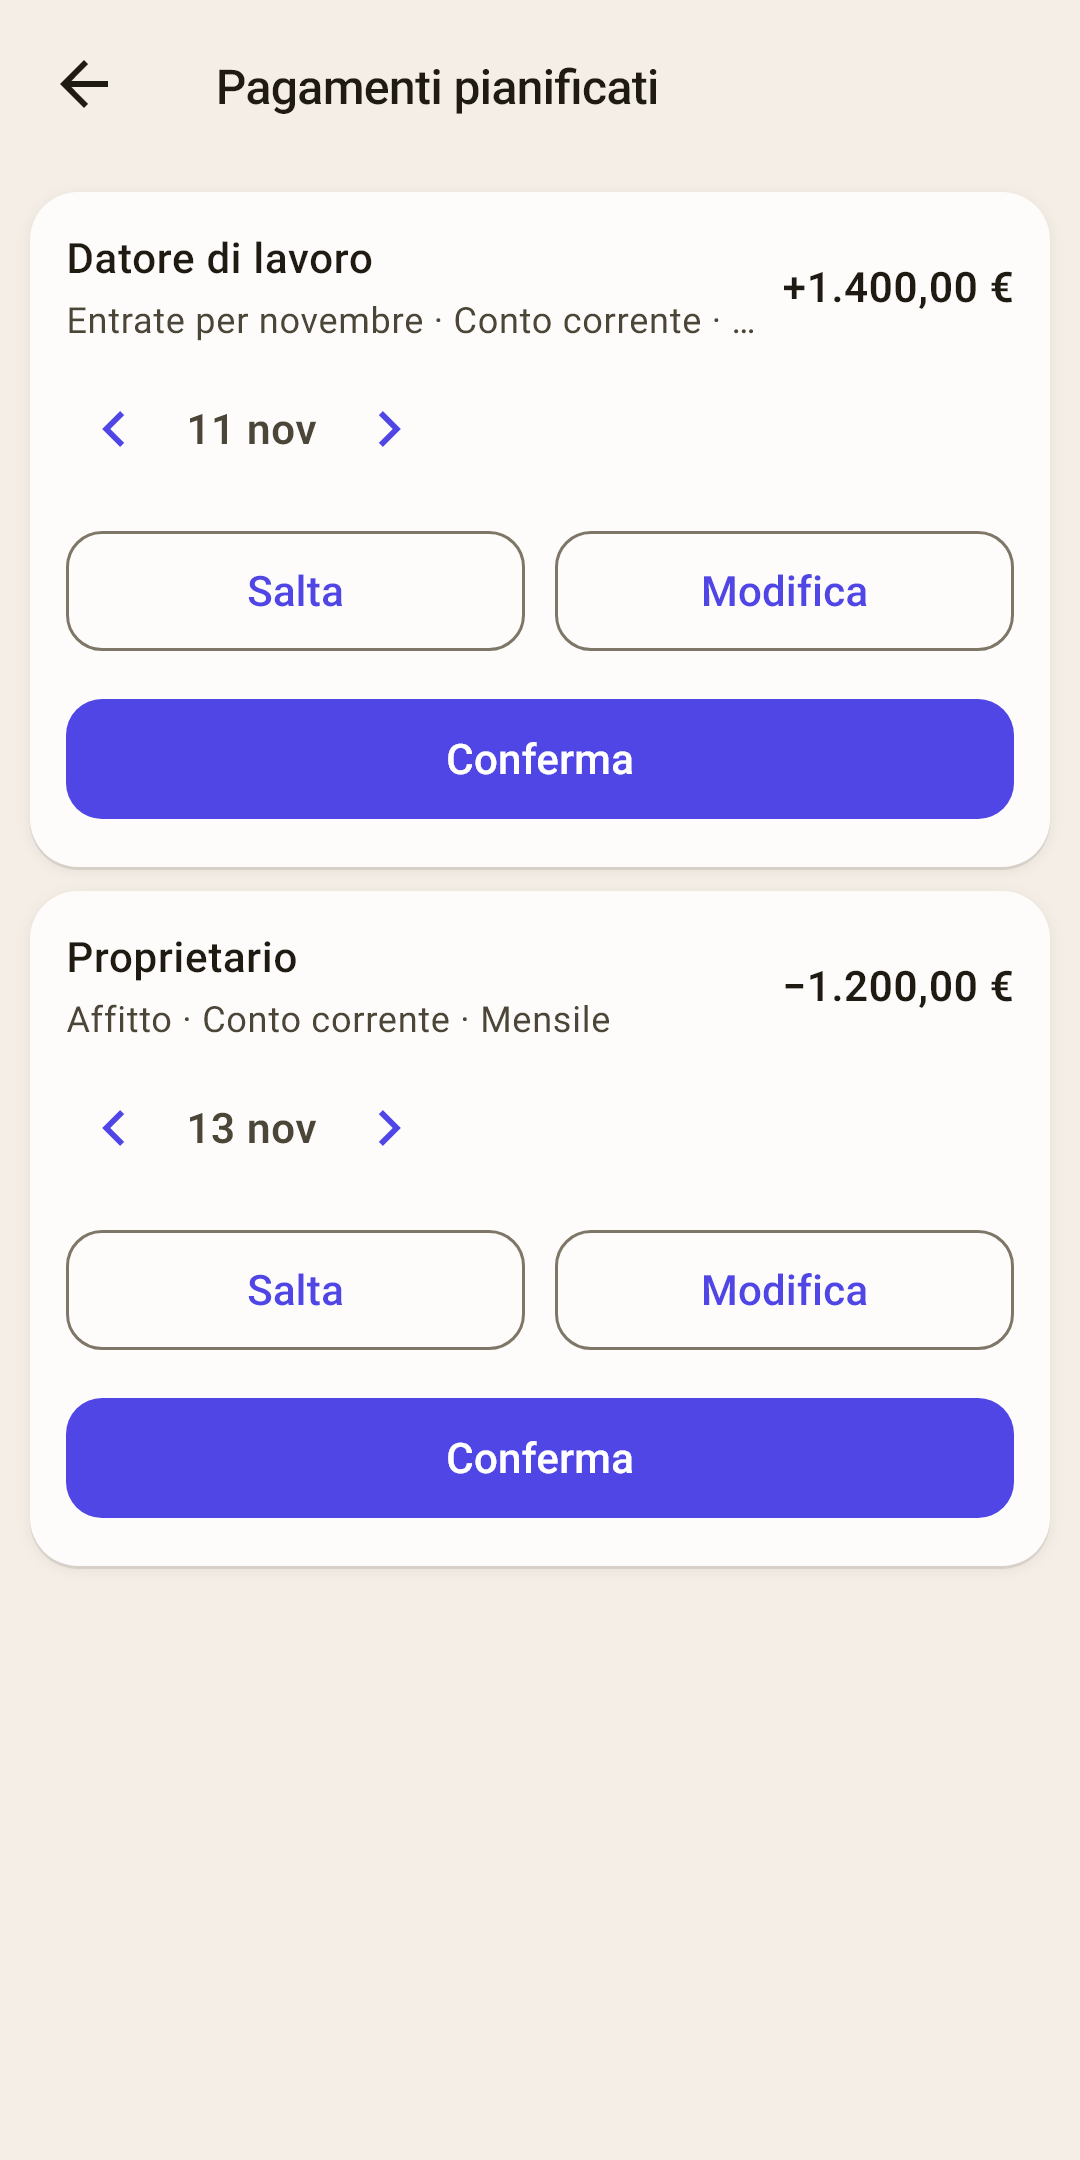 Pagamenti pianificati
Datore di lavoro
+1.400,00 €
Entrate per novembre · Conto corrente · …
11 nov
Salta
Modifica
Conferma
Proprietario
−1.200,00 €
Affitto · Conto corrente · Mensile
13 nov
Salta
Modifica
Conferma